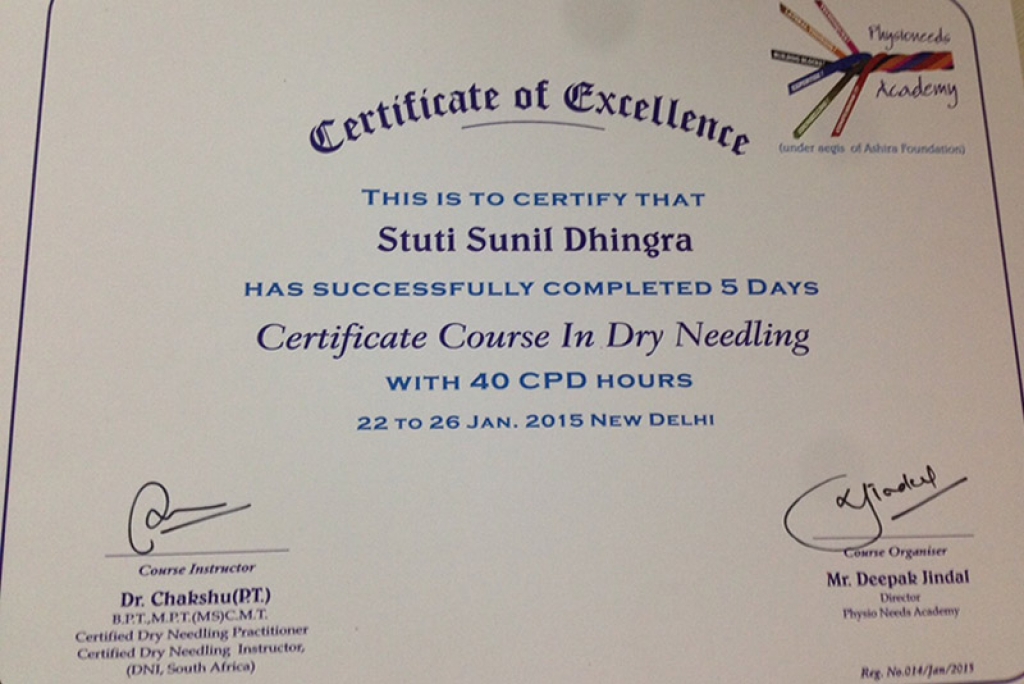 Physioneeds
Academy
(under aegis of Ashira Foundation)
Certificate of Excellence
THIS IS TO CERTIFY THAT
Stuti Sunil Dhingra
HAS SUCCESSFULLY COMPLETED 5 DAYS
Certificate Course In Dry Needling
WITH 40 CPD HOURS
22 TO 26 JAN. 2015 NEW DELHI
Course Instructor
Dr. Chakshu(P.T.)
B.P.T.,M.P.T.(MS)C.M.T.
Certified Dry Needling Practitioner
Certified Dry Needling Instructor,
(DNI, South Africa)
Jindal
Course Organiser
Mr. Deepak Jindal
Director
Physio Needs Academy
Reg. No.014/Jan/2015